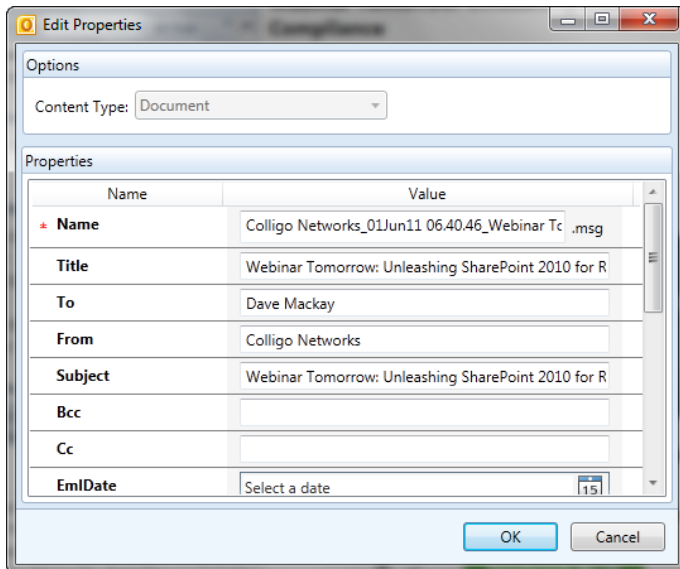 Edit Properties
Compliance
Options
Content Type: Document
Properties
Name Value
* Name Colligo Networks_01Jun11 06.40.46_Webinar Tc .msg
Title Webinar Tomorrow: Unleashing SharePoint 2010 for R
To Dave Mackay
From Colligo Networks
Subject Webinar Tomorrow: Unleashing SharePoint 2010 for R
Bcc
Cc
EmlDate Select a date 15
OK Cancel